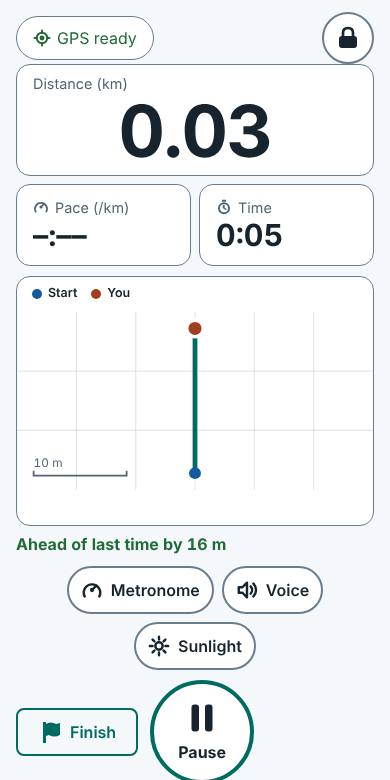 GPS ready
Distance (km)
0.03
Pace (/km)
–:––
Time
0:05
Start
You
10 m
Ahead of last time by 16 m
Metronome
Voice
Sunlight
Finish
Pause